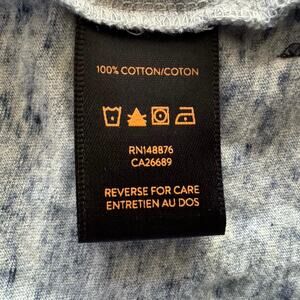 100% COTTON/COTON
RN148876
CA26689
REVERSE FOR CARE
ENTRETIEN AU DOS